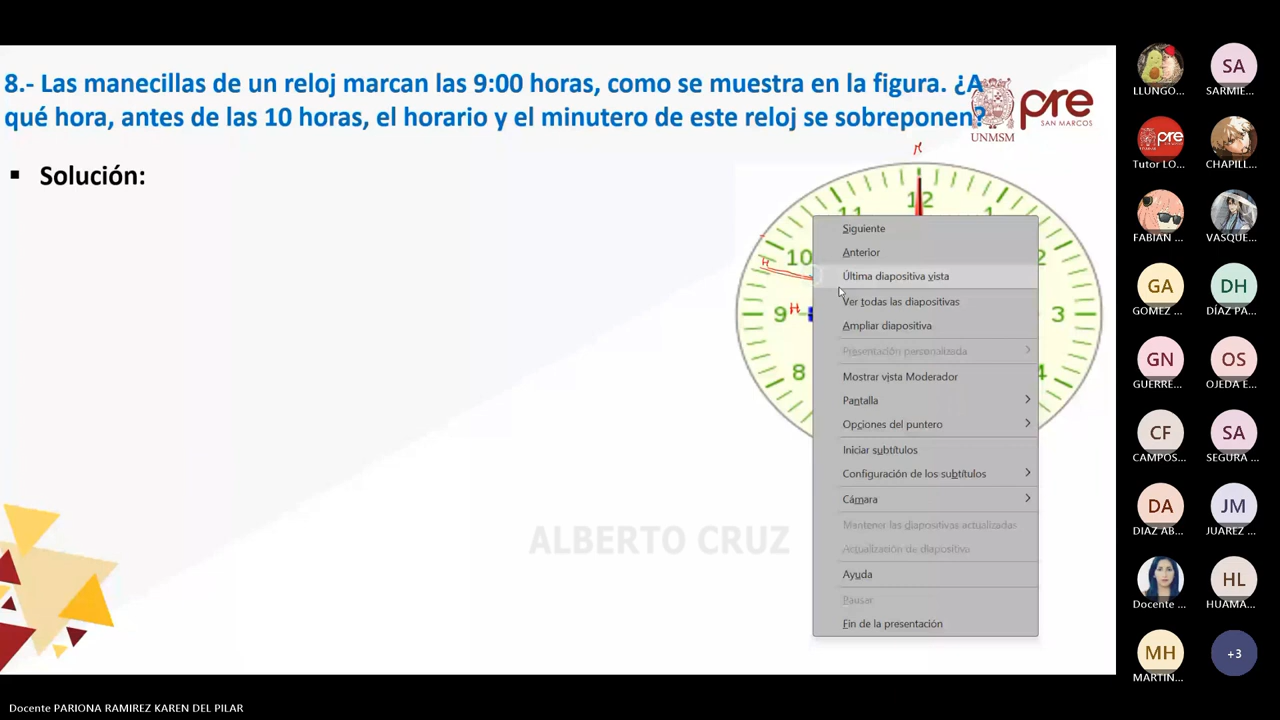 8.- Las manecillas de un reloj marcan las 9:00 horas, como se muestra en la figura. ¿A
qué hora, antes de las 10 horas, el horario y el minutero de este reloj se sobreponen?
UNMSM
pre
SAN MARCOS
▪ Solución:
12
11
1
10
2
H
9
H
3
8
4
Siguiente
Anterior
Última diapositiva vista
Ver todas las diapositivas
Ampliar diapositiva
Presentación personalizada
Mostrar vista Moderador
Pantalla
Opciones del puntero
Iniciar subtítulos
Configuración de los subtítulos
Cámara
Mantener las diapositivas actualizadas
Actualización de diapositiva
Ayuda
Pausar
Fin de la presentación
ALBERTO CRUZ
LLUNGO...
SA
SARMIE...
pre
Tutor LO...
CHAPILL...
FABIAN ...
VASQUE...
GA
GOMEZ ...
DH
DÍAZ PA...
GN
GUERRE...
OS
OJEDA E...
CF
CAMPOS...
SA
SEGURA ...
DA
DIAZ AB...
JM
JUAREZ ...
Docente ...
HL
HUAMA...
MH
MARTIN...
+3
Docente PARIONA RAMIREZ KAREN DEL PILAR